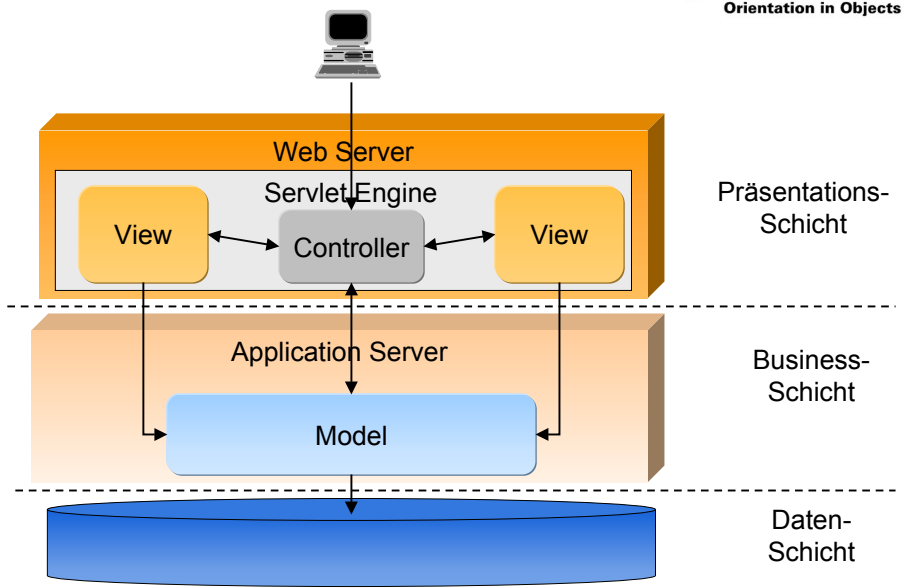 Orientation in Objects
Web Server
Servlet Engine
View
Controller
View
Präsentations-
Schicht
Application Server
Business-
Schicht
Model
Daten-
Schicht